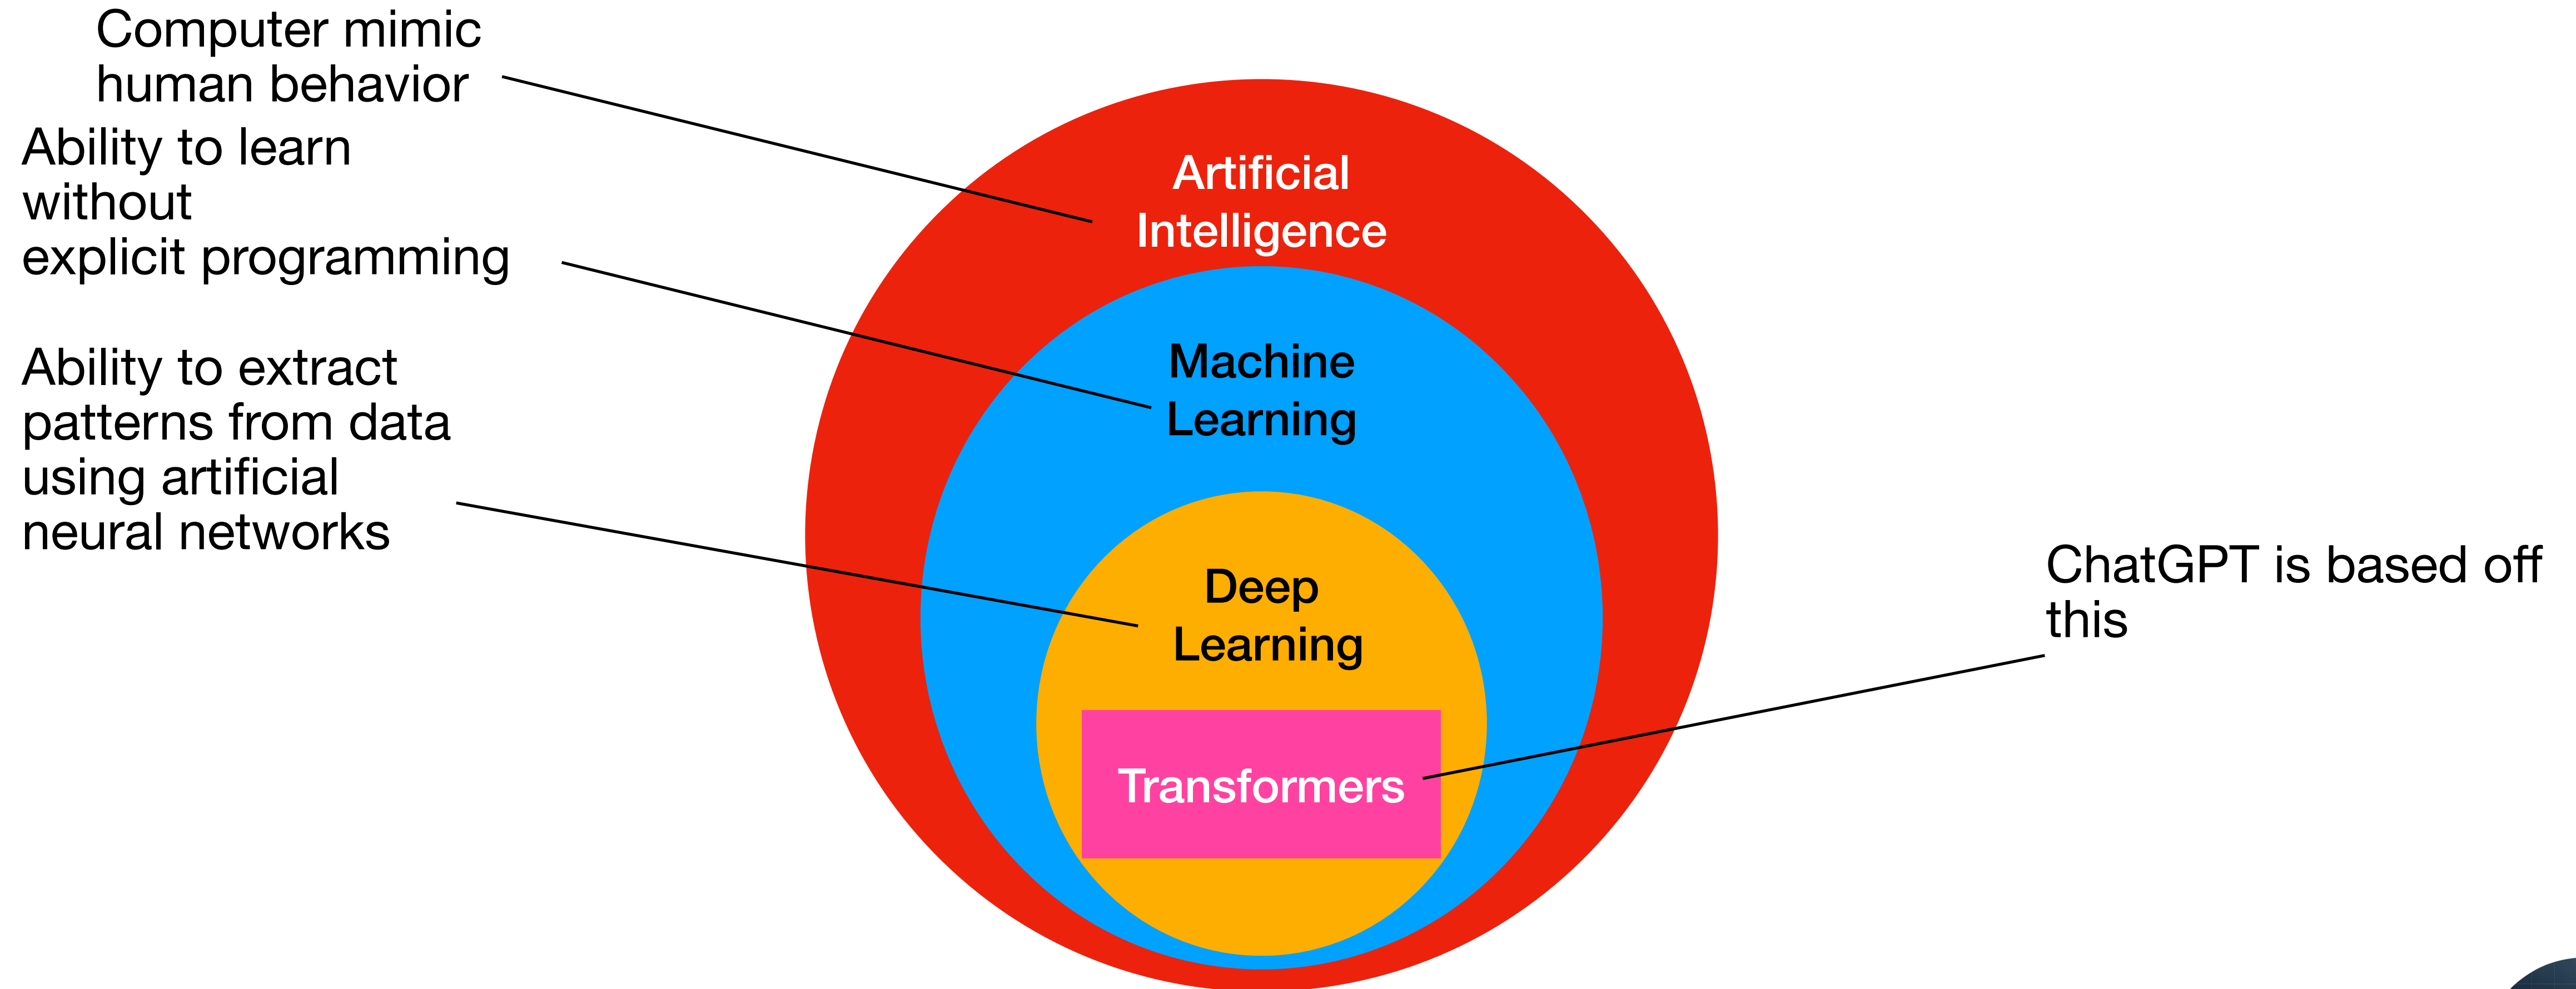 Computer mimic
human behavior
Ability to learn
without
explicit programming
Ability to extract
patterns from data
using artificial
neural networks
Artificial
Intelligence
Machine
Learning
Deep
Learning
Transformers
ChatGPT is based off
this